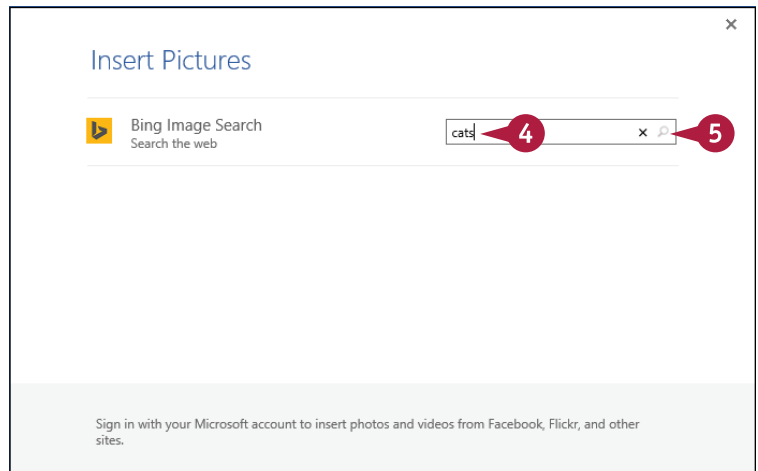 Insert Pictures
Bing Image Search
Search the web
cats
4
5
Sign in with your Microsoft account to insert photos and videos from Facebook, Flickr, and other
sites.